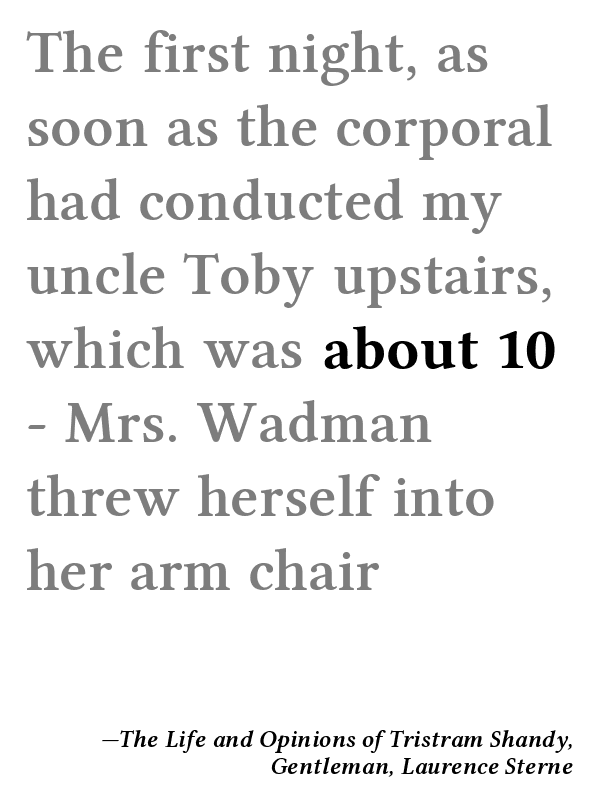 The first night, as
soon as the corporal
had conducted my
uncle Toby upstairs,
which was about 10
- Mrs. Wadman
threw herself into
her arm chair
—The Life and Opinions of Tristram Shandy,
Gentleman, Laurence Sterne